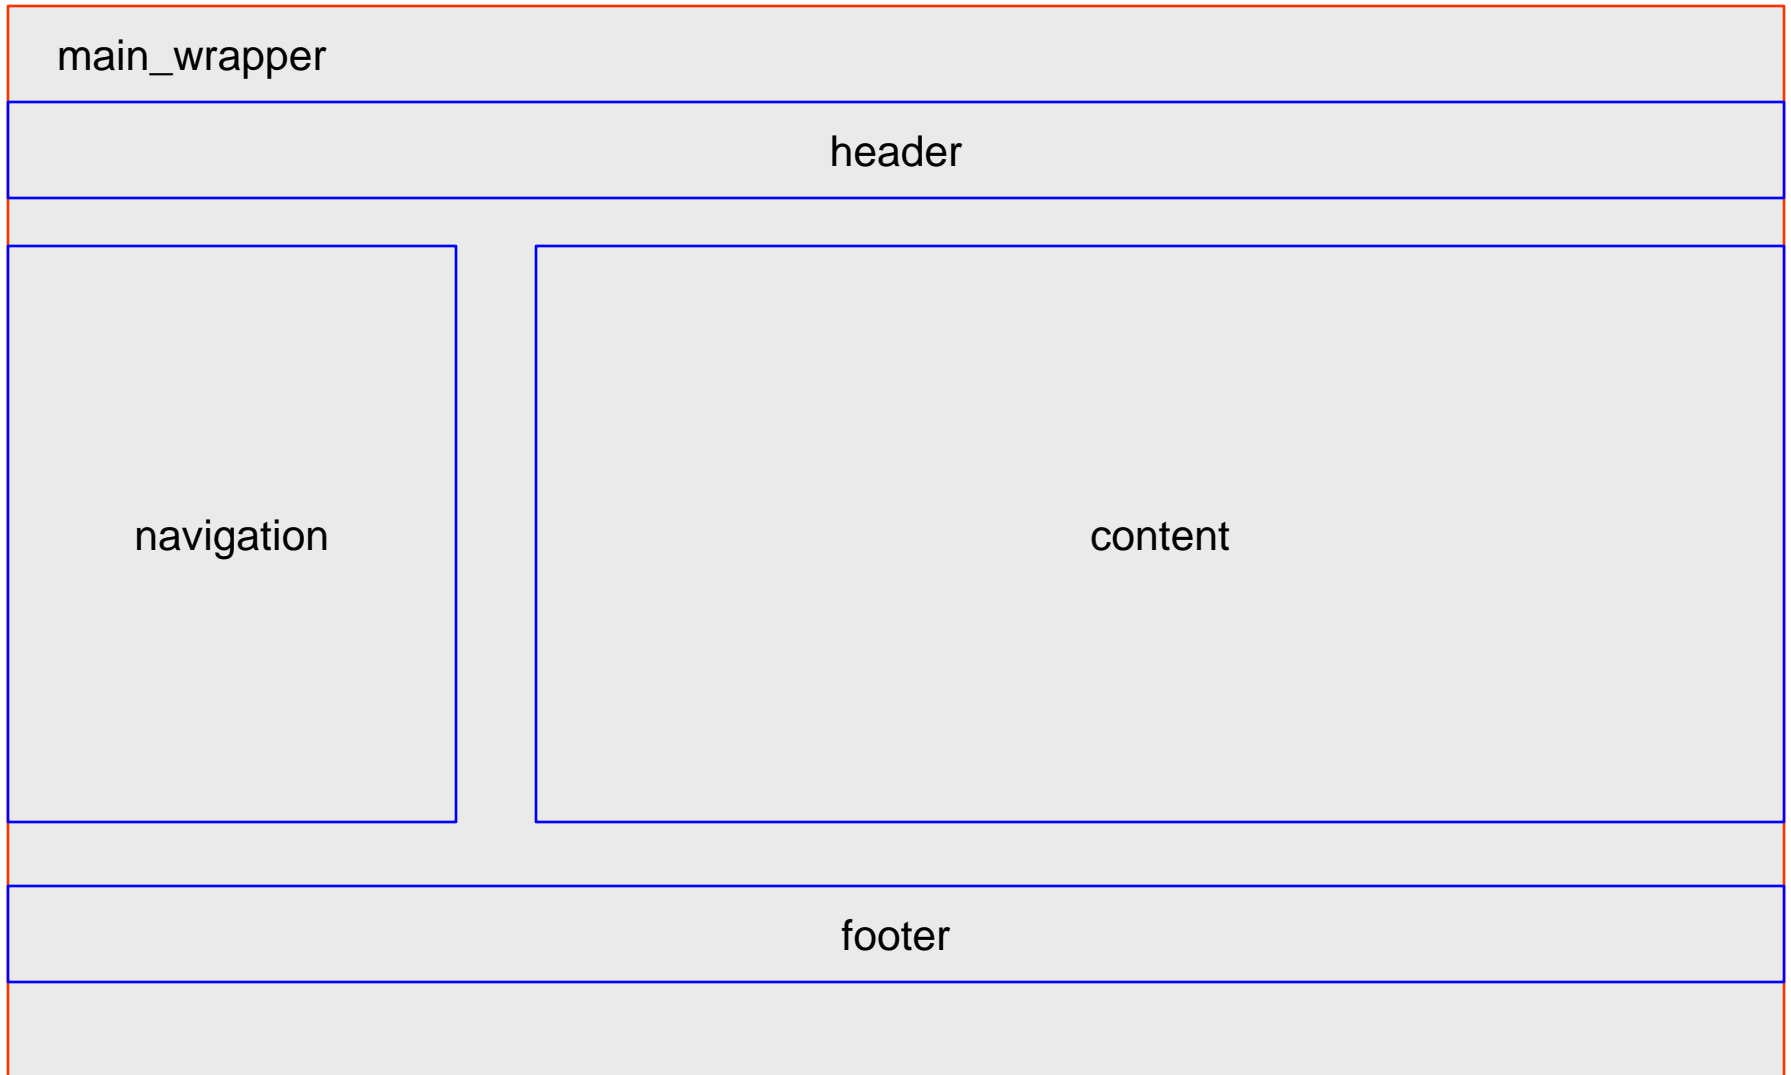 main_wrapper
header
navigation
content
footer